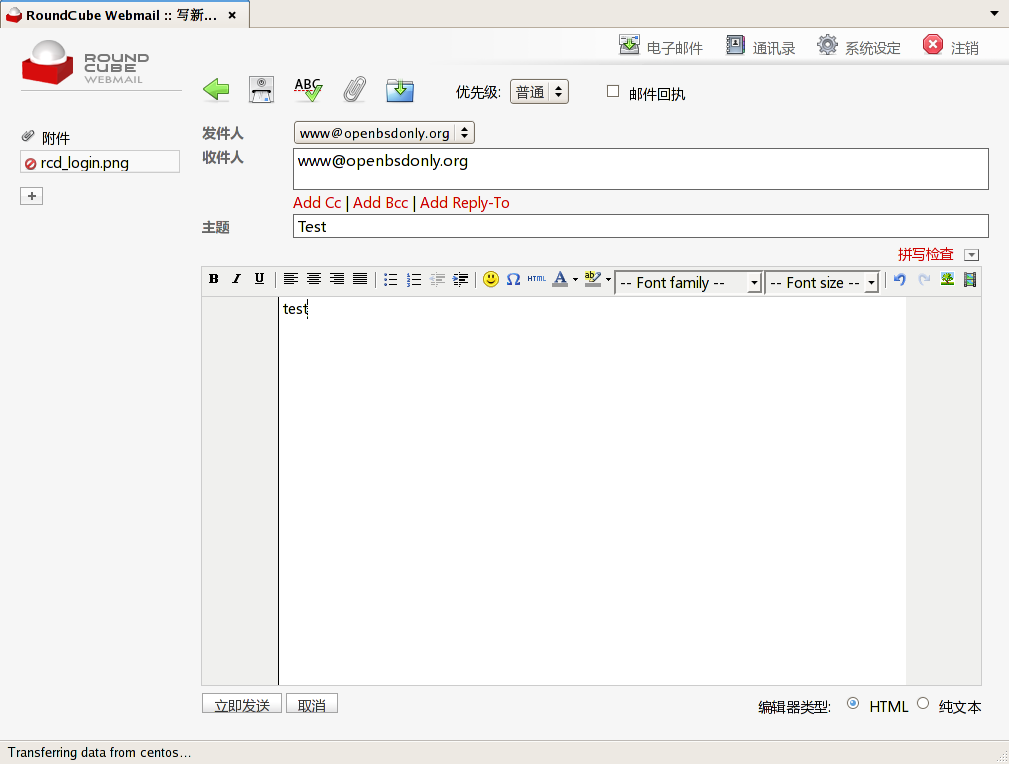 RoundCube Webmail :: 写新...
电子邮件 通讯录 系统设定 注销
ROUND
CUBE
WEBMAIL
ABC 优先级: 普通 邮件回执
附件 发件人 www@openbsdonly.org
rcd_login.png 收件人 www@openbsdonly.org
Add Cc | Add Bcc | Add Reply-To
主题 Test
拼写检查
B I U Ω HTML A ab -- Font family -- -- Font size --
test
立即发送 取消 编辑器类型: HTML 纯文本
Transferring data from centos...